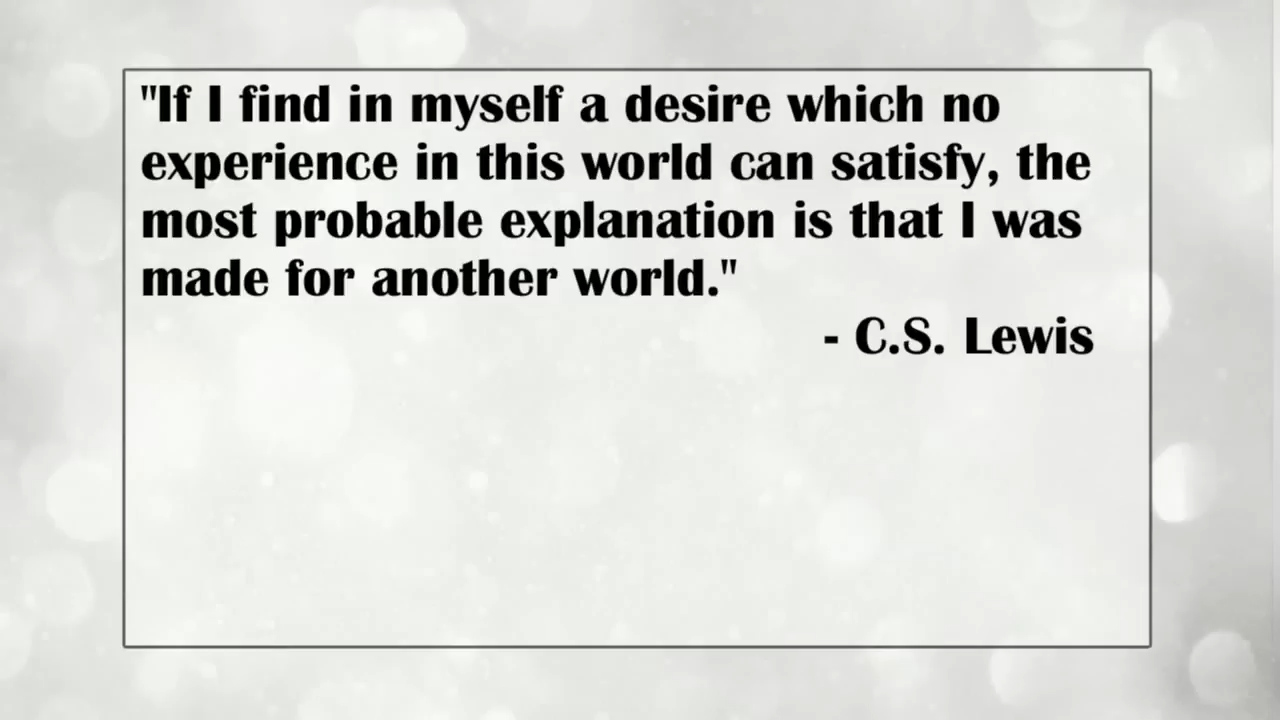 "If I find in myself a desire which no
experience in this world can satisfy, the
most probable explanation is that I was
made for another world."
- C.S. Lewis